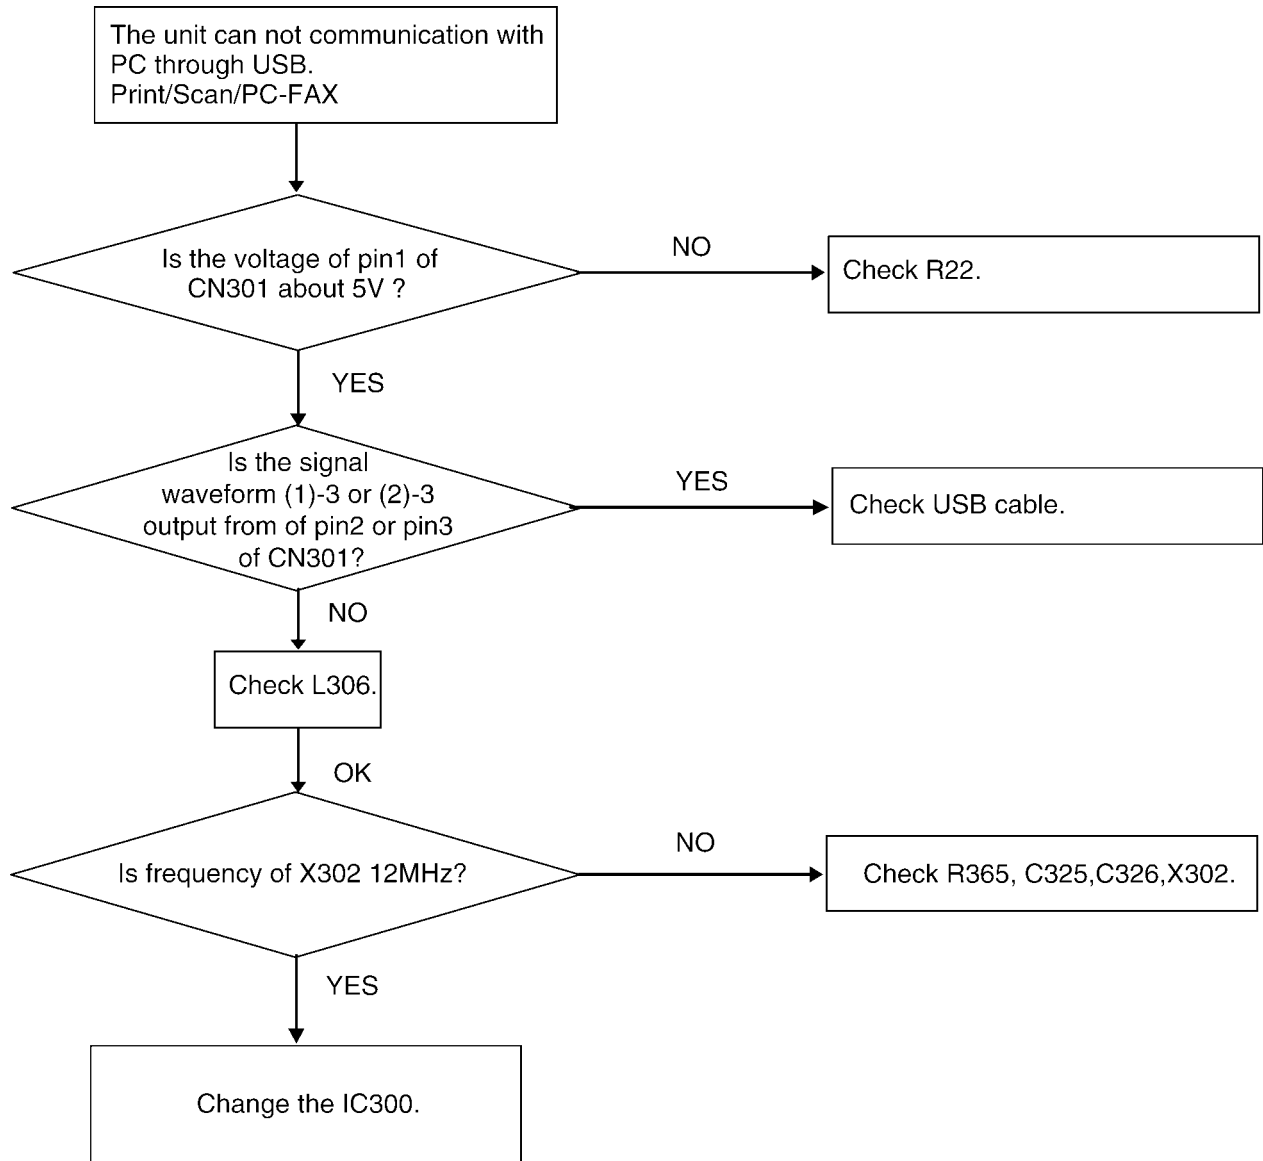 The unit can not communication with
PC through USB.
Print/Scan/PC-FAX
Is the voltage of pin1 of
CN301 about 5V ?
NO
Check R22.
YES
Is the signal
waveform (1)-3 or (2)-3
output from of pin2 or pin3
of CN301?
YES
Check USB cable.
NO
Check L306.
OK
Is frequency of X302 12MHz?
NO
Check R365, C325,C326,X302.
YES
Change the IC300.